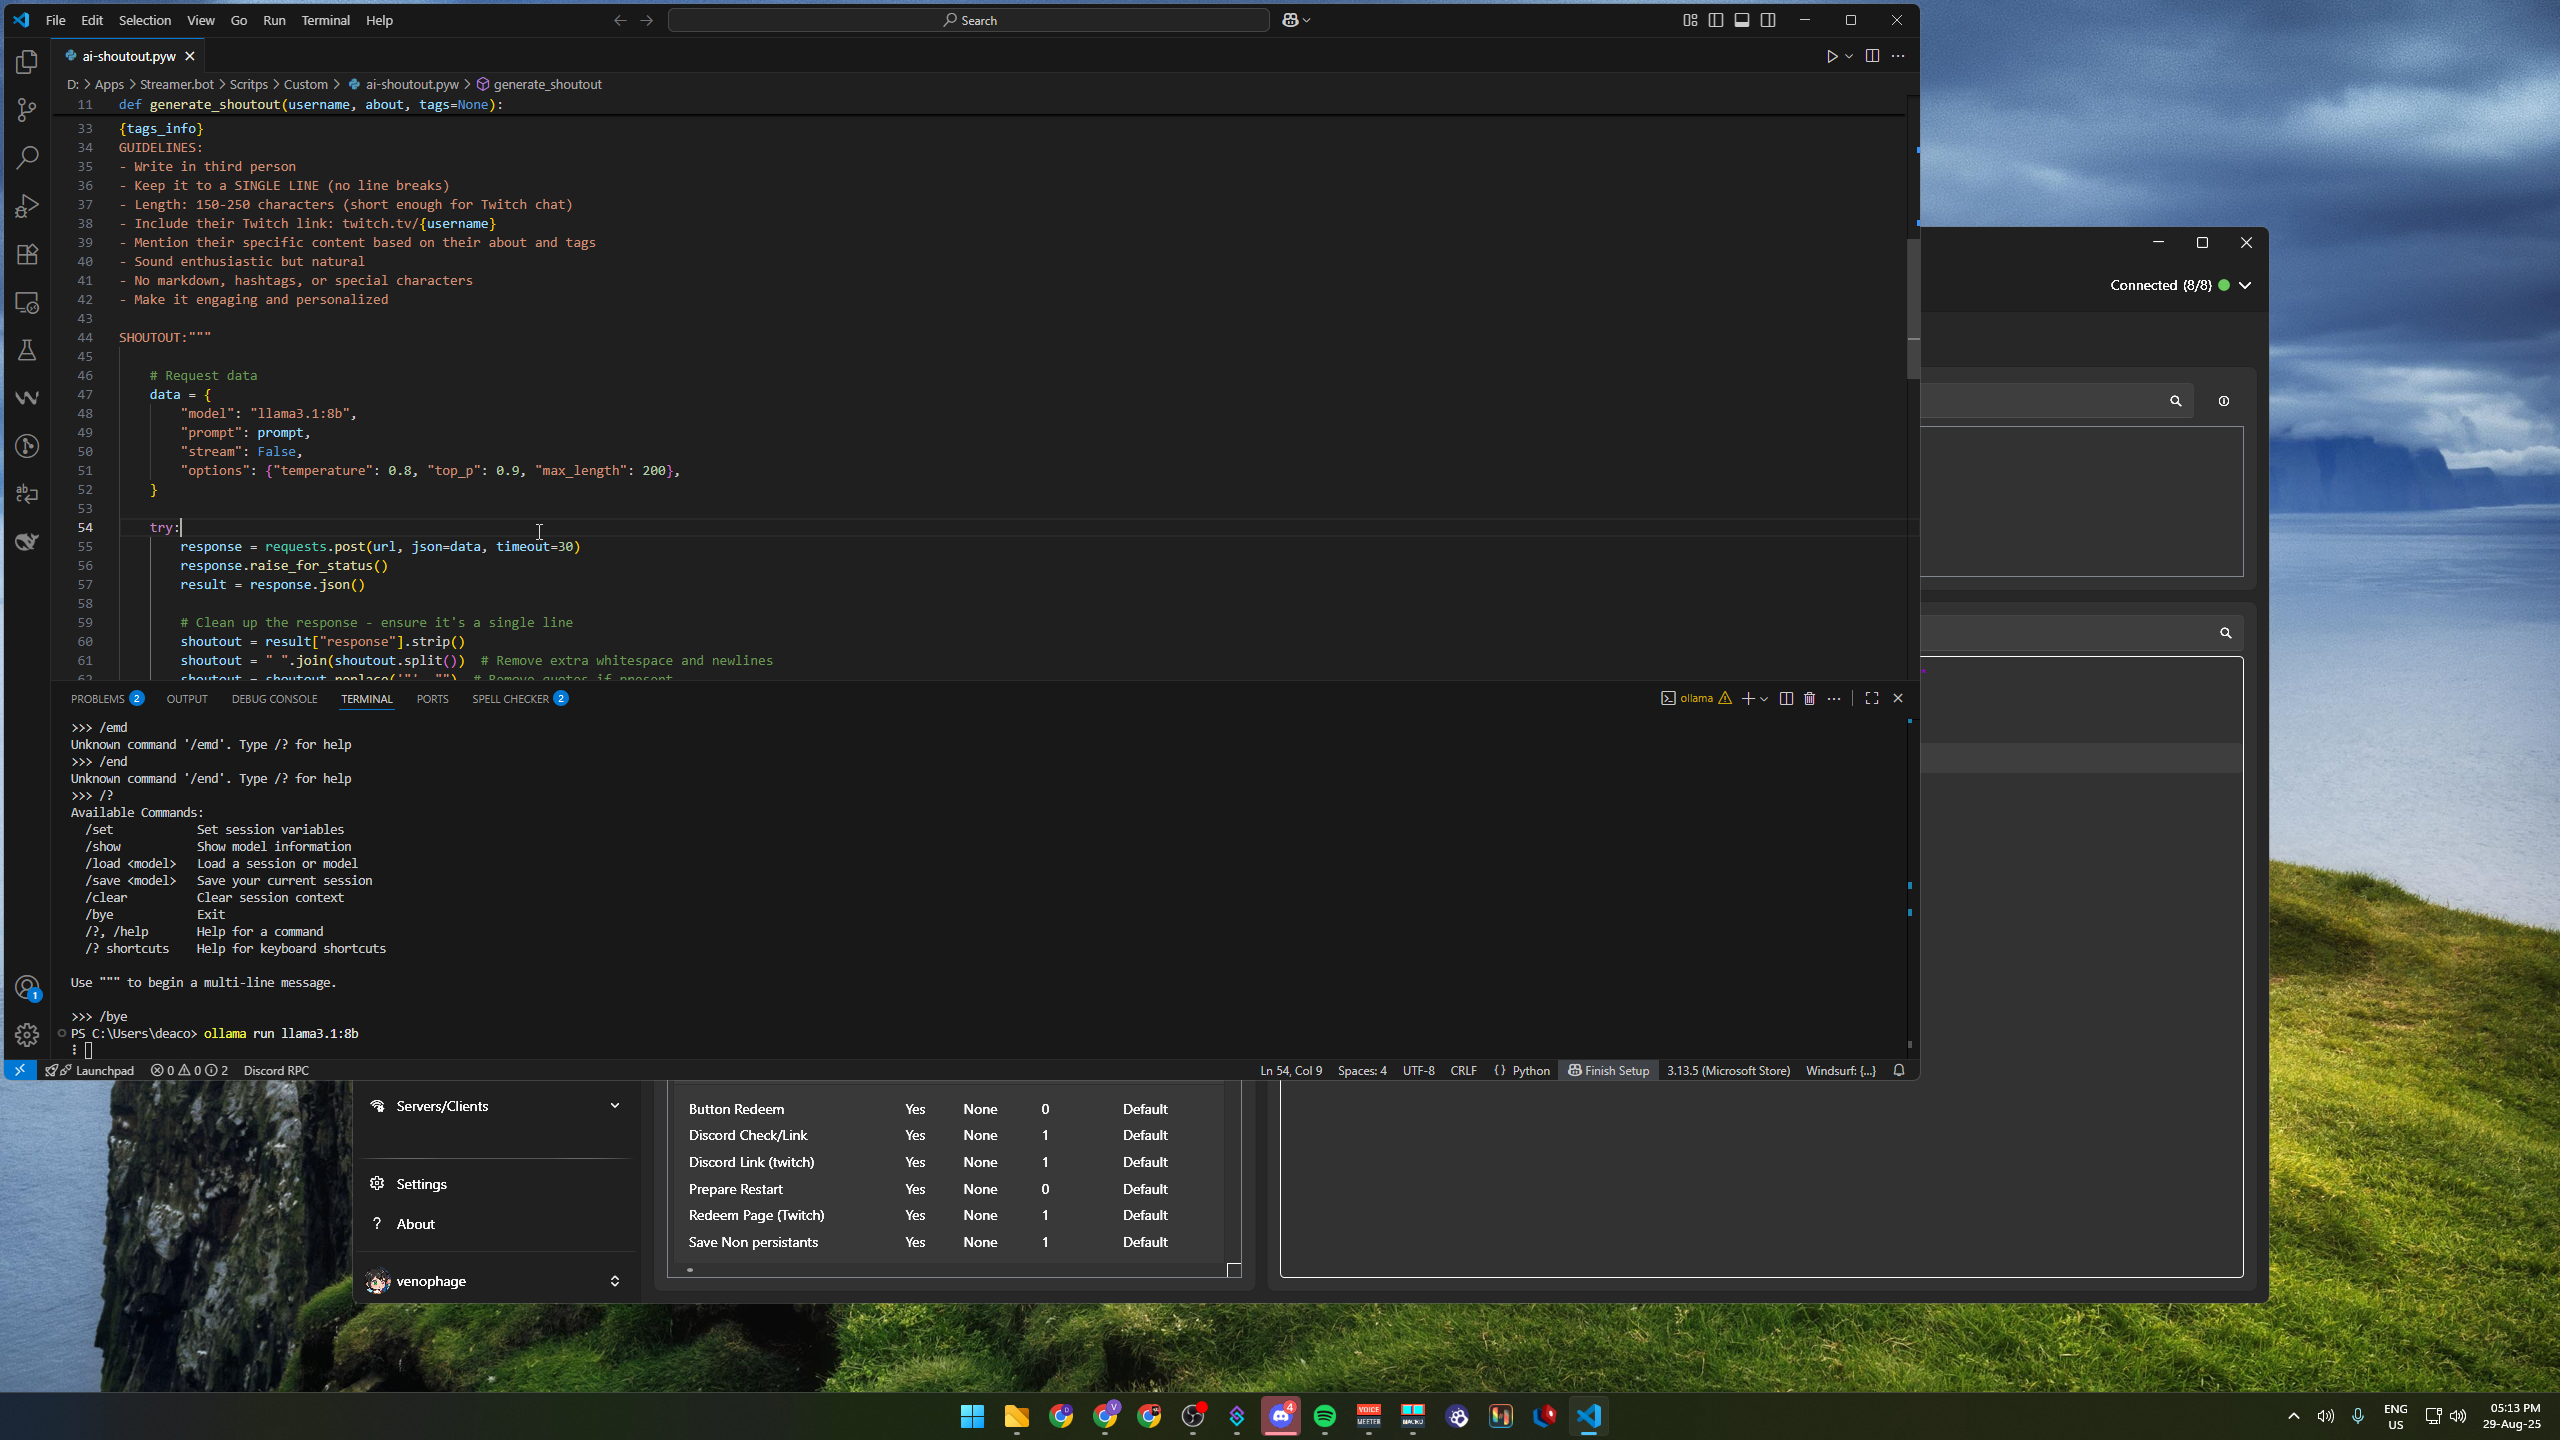 File Edit Selection View Go Run Terminal Help
Search
ai-shoutout.pyw
D: > Apps > Streamer.bot > Scritps > Custom > ai-shoutout.pyw > generate_shoutout
11 def generate_shoutout(username, about, tags=None):
33 {tags_info}
34 GUIDELINES:
35 - Write in third person
36 - Keep it to a SINGLE LINE (no line breaks)
37 - Length: 150-250 characters (short enough for Twitch chat)
38 - Include their Twitch link: twitch.tv/{username}
39 - Mention their specific content based on their about and tags
40 - Sound enthusiastic but natural
41 - No markdown, hashtags, or special characters
42 - Make it engaging and personalized
43
44 SHOUTOUT:"""
45
46 # Request data
47 data = {
48 "model": "llama3.1:8b",
49 "prompt": prompt,
50 "stream": False,
51 "options": {"temperature": 0.8, "top_p": 0.9, "max_length": 200},
52 }
53
54 try:
55 response = requests.post(url, json=data, timeout=30)
56 response.raise_for_status()
57 result = response.json()
58
59 # Clean up the response - ensure it's a single line
60 shoutout = result["response"].strip()
61 shoutout = " ".join(shoutout.split()) # Remove extra whitespace and newlines
62 shoutout = shoutout.replace('"', "") # Remove quotes if present
Connected (8/8)
PROBLEMS 2 OUTPUT DEBUG CONSOLE TERMINAL PORTS SPELL CHECKER 2
ollama
>>> /emd
Unknown command '/emd'. Type /? for help
>>> /end
Unknown command '/end'. Type /? for help
>>> /?
Available Commands:
/set Set session variables
/show Show model information
/load <model> Load a session or model
/save <model> Save your current session
/clear Clear session context
/bye Exit
/?, /help Help for a command
/? shortcuts Help for keyboard shortcuts
Use """ to begin a multi-line message.
>>> /bye
PS C:\Users\deaco> ollama run llama3.1:8b
1
Launchpad 0 0 2 Discord RPC
Ln 54, Col 9 Spaces: 4 UTF-8 CRLF {} Python Finish Setup 3.13.5 (Microsoft Store) Windsurf: {...}
Servers/Clients
Settings
? About
venophage
Button Redeem Yes None 0 Default
Discord Check/Link Yes None 1 Default
Discord Link (twitch) Yes None 1 Default
Prepare Restart Yes None 0 Default
Redeem Page (Twitch) Yes None 1 Default
Save Non persistants Yes None 1 Default
D
V
4
VOICE
MEETER
MACRO
ENG
US
05:13 PM
29-Aug-25